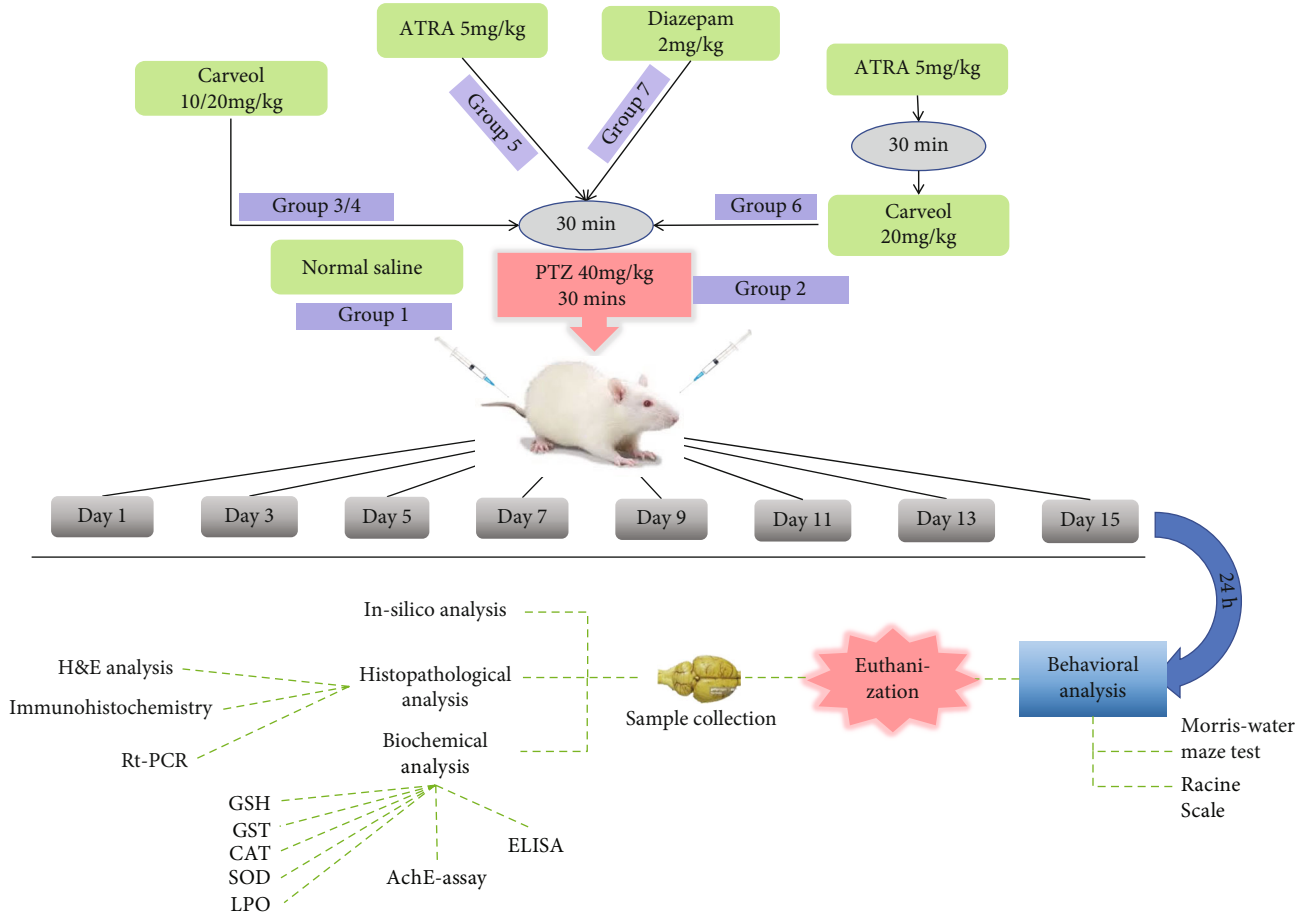 ATRA 5mg/kg
Diazepam
2mg/kg
Carveol
10/20mg/kg
ATRA 5mg/kg
Group 5
Group 7
30 min
Group 3/4
Group 6
30 min
Carveol
20mg/kg
Normal saline
Group 1
PTZ 40mg/kg
30 mins
Group 2
Day 1
Day 3
Day 5
Day 7
Day 9
Day 11
Day 13
Day 15
24 h
In-silico analysis
H&E analysis
Immunohistochemistry
Rt-PCR
Histopathological
analysis
Biochemical
analysis
Sample collection
Euthani-
zation
Behavioral
analysis
Morris-water
maze test
Racine
Scale
GSH
GST
CAT
SOD
LPO
AchE-assay
ELISA